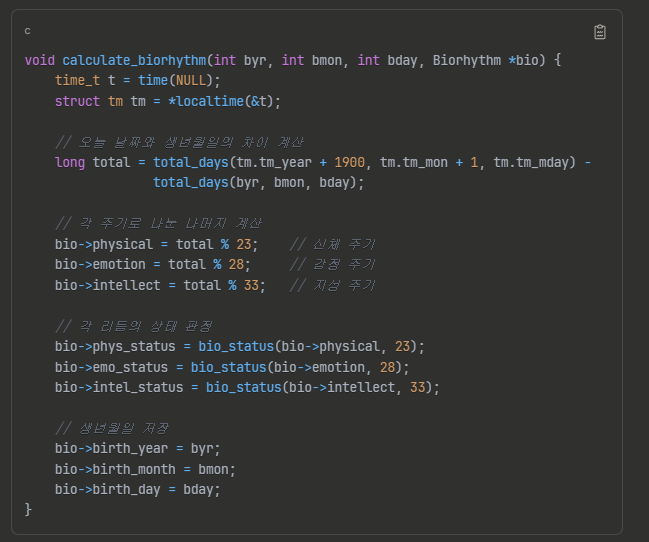 c
void calculate_biorhythm(int byr, int bmon, int bday, Biorhythm *bio) {
    time_t t = time(NULL);
    struct tm tm = *localtime(&t);

    // 오늘 날짜와 생년월일의 차이 계산
    long total = total_days(tm.tm_year + 1900, tm.tm_mon + 1, tm.tm_mday) -
                 total_days(byr, bmon, bday);

    // 각 주기로 나눈 나머지 계산
    bio->physical = total % 23;    // 신체 주기
    bio->emotion = total % 28;     // 감정 주기
    bio->intellect = total % 33;   // 지성 주기

    // 각 리듬의 상태 판정
    bio->phys_status = bio_status(bio->physical, 23);
    bio->emo_status = bio_status(bio->emotion, 28);
    bio->intel_status = bio_status(bio->intellect, 33);

    // 생년월일 저장
    bio->birth_year = byr;
    bio->birth_month = bmon;
    bio->birth_day = bday;
}